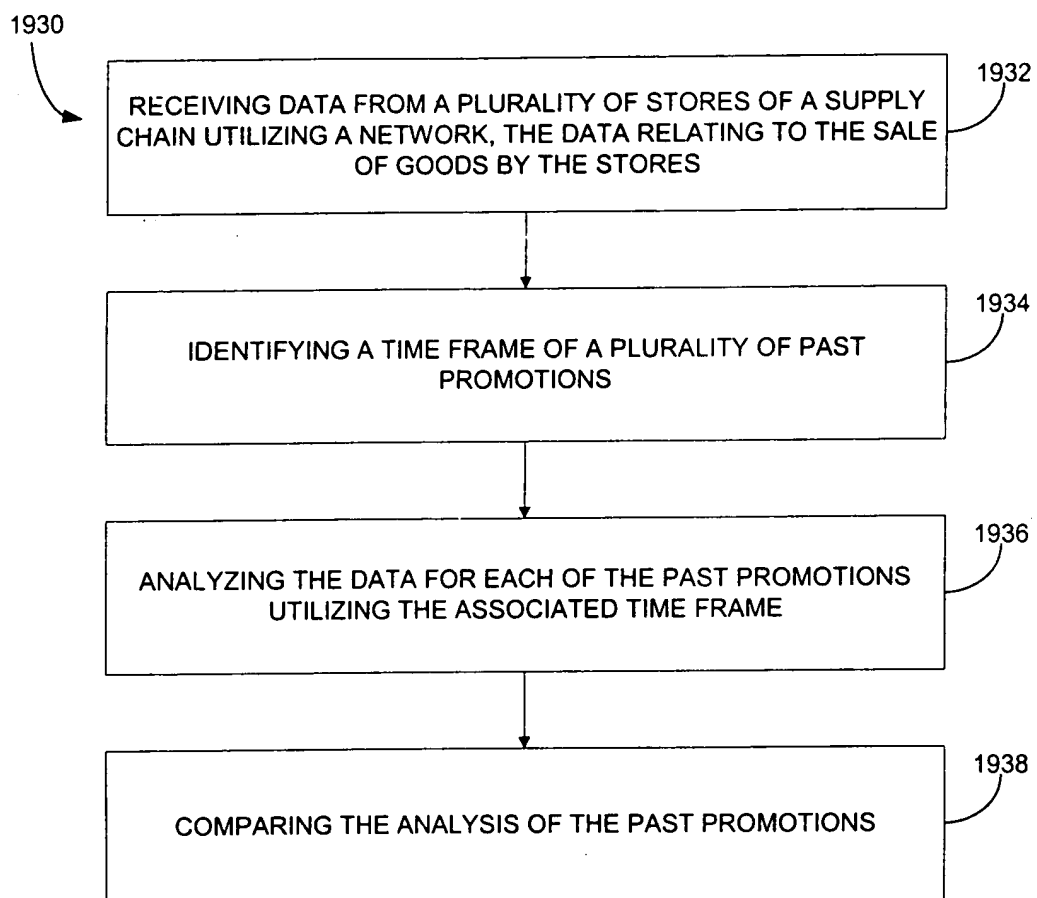 1930
1932
RECEIVING DATA FROM A PLURALITY OF STORES OF A SUPPLY
CHAIN UTILIZING A NETWORK, THE DATA RELATING TO THE SALE
OF GOODS BY THE STORES
1934
IDENTIFYING A TIME FRAME OF A PLURALITY OF PAST
PROMOTIONS
1936
ANALYZING THE DATA FOR EACH OF THE PAST PROMOTIONS
UTILIZING THE ASSOCIATED TIME FRAME
1938
COMPARING THE ANALYSIS OF THE PAST PROMOTIONS